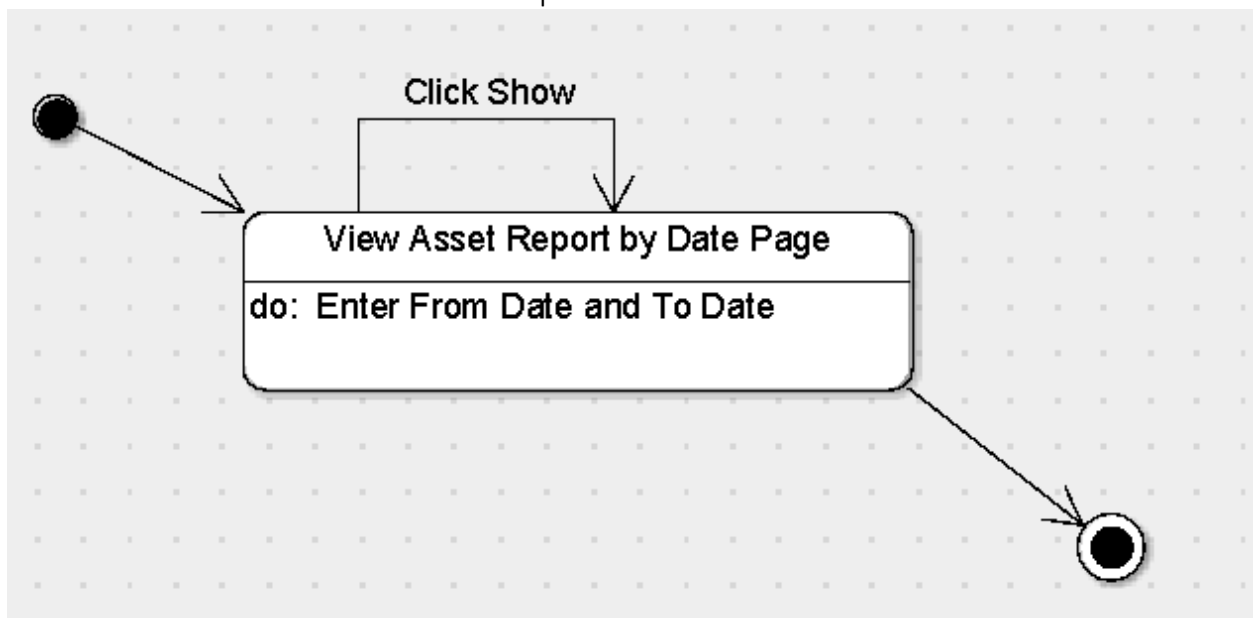 Click Show
View Asset Report by Date Page
do: Enter From Date and To Date